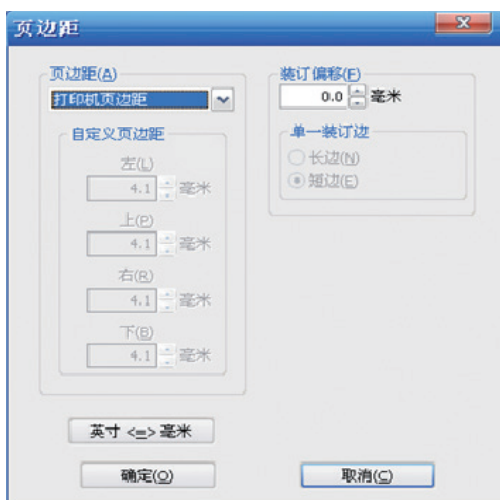 页边距
页边距(A)
打印机页边距
自定义页边距
左(L)
4.1 毫米
上(P)
4.1 毫米
右(R)
4.1 毫米
下(B)
4.1 毫米
装订偏移(F)
0.0 毫米
单一装订边
长边(N)
短边(E)
英寸 <=> 毫米
确定(O)
取消(C)